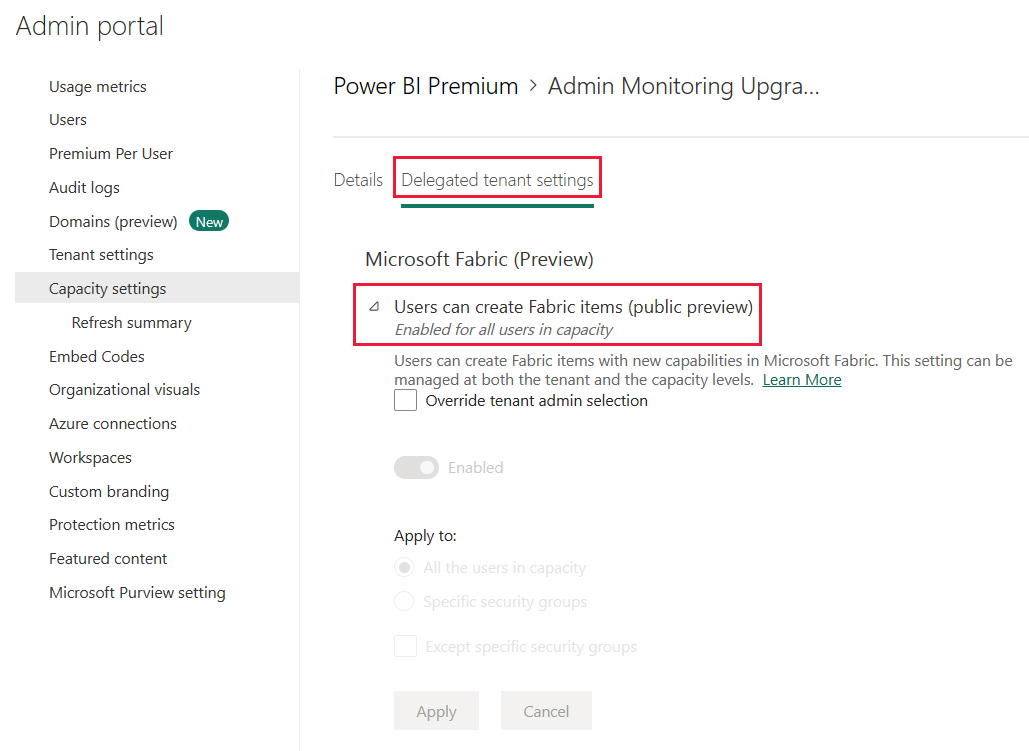 Admin portal
Usage metrics
Users
Premium Per User
Audit logs
Domains (preview) New
Tenant settings
Capacity settings
Refresh summary
Embed Codes
Organizational visuals
Azure connections
Workspaces
Custom branding
Protection metrics
Featured content
Microsoft Purview setting
Power BI Premium > Admin Monitoring Upgra...
Details Delegated tenant settings
Microsoft Fabric (Preview)
Users can create Fabric items (public preview)
Enabled for all users in capacity
Users can create Fabric items with new capabilities in Microsoft Fabric. This setting can be
managed at both the tenant and the capacity levels. Learn More
Override tenant admin selection
Enabled
Apply to:
All the users in capacity
Specific security groups
Except specific security groups
Apply Cancel